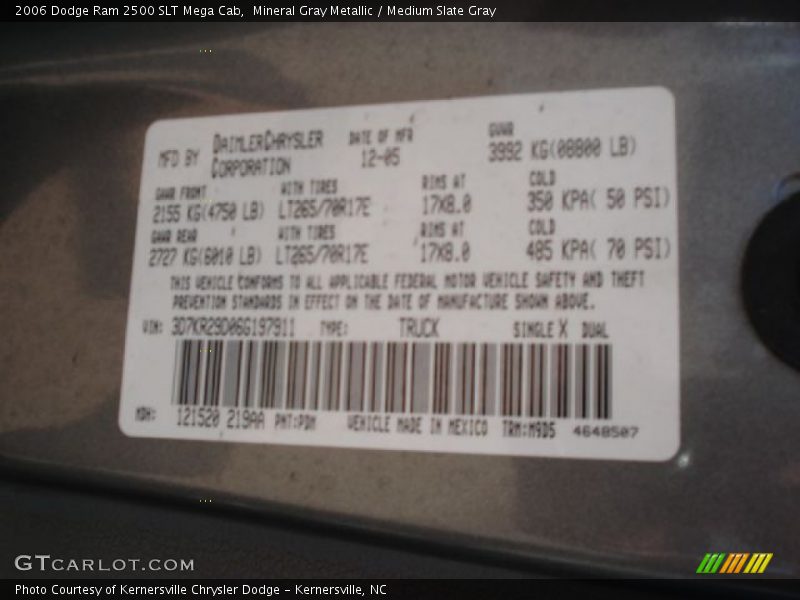 2006 Dodge Ram 2500 SLT Mega Cab,  Mineral Gray Metallic / Medium Slate Gray
MFD BY DAIMLERCHRYSLER CORPORATION DATE OF MFR 12-05 GVWR 3992 KG(08800 LB)
GAWR FRONT WITH TIRES RIMS AT COLD
2155 KG(4750 LB) LT265/70R17E 17X8.0 350 KPA( 50 PSI)
GAWR REAR WITH TIRES RIMS AT COLD
2727 KG(6010 LB) LT265/70R17E 17X8.0 485 KPA( 70 PSI)
THIS VEHICLE CONFORMS TO ALL APPLICABLE FEDERAL MOTOR VEHICLE SAFETY AND THEFT
PREVENTION STANDARDS IN EFFECT ON THE DATE OF MANUFACTURE SHOWN ABOVE.
VIN: 3D7KR29D06G197911 TYPE: TRUCK SINGLE X DUAL
MDH: 121520 219AA PNT:PDM VEHICLE MADE IN MEXICO TRM:M9D5 4648507
GTCARLOT.COM
Photo Courtesy of Kernersville Chrysler Dodge – Kernersville, NC